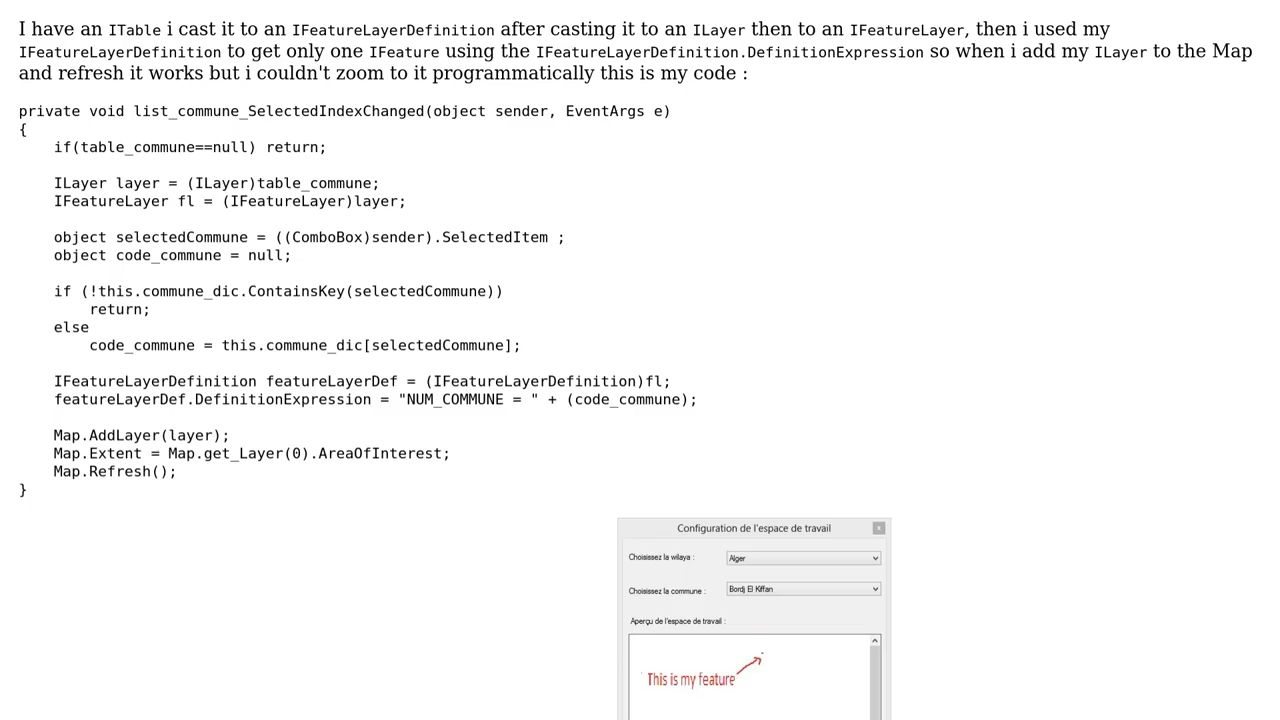 I have an ITable i cast it to an IFeatureLayerDefinition after casting it to an ILayer then to an IFeatureLayer, then i used my
IFeatureLayerDefinition to get only one IFeature using the IFeatureLayerDefinition.DefinitionExpression so when i add my ILayer to the Map
and refresh it works but i couldn't zoom to it programmatically this is my code :
private void list_commune_SelectedIndexChanged(object sender, EventArgs e)
{
    if(table_commune==null) return;
    ILayer layer = (ILayer)table_commune;
    IFeatureLayer fl = (IFeatureLayer)layer;
    object selectedCommune = ((ComboBox)sender).SelectedItem ;
    object code_commune = null;
    if (!this.commune_dic.ContainsKey(selectedCommune))
        return;
    else
        code_commune = this.commune_dic[selectedCommune];
    IFeatureLayerDefinition featureLayerDef = (IFeatureLayerDefinition)fl;
    featureLayerDef.DefinitionExpression = "NUM_COMMUNE = " + (code_commune);
    Map.AddLayer(layer);
    Map.Extent = Map.get_Layer(0).AreaOfInterest;
    Map.Refresh();
}
Configuration de l'espace de travail x
Choisissez la wilaya : Alger
Choisissez la commune : Bordj El Kiffan
Aperçu de l'espace de travail :
This is my feature